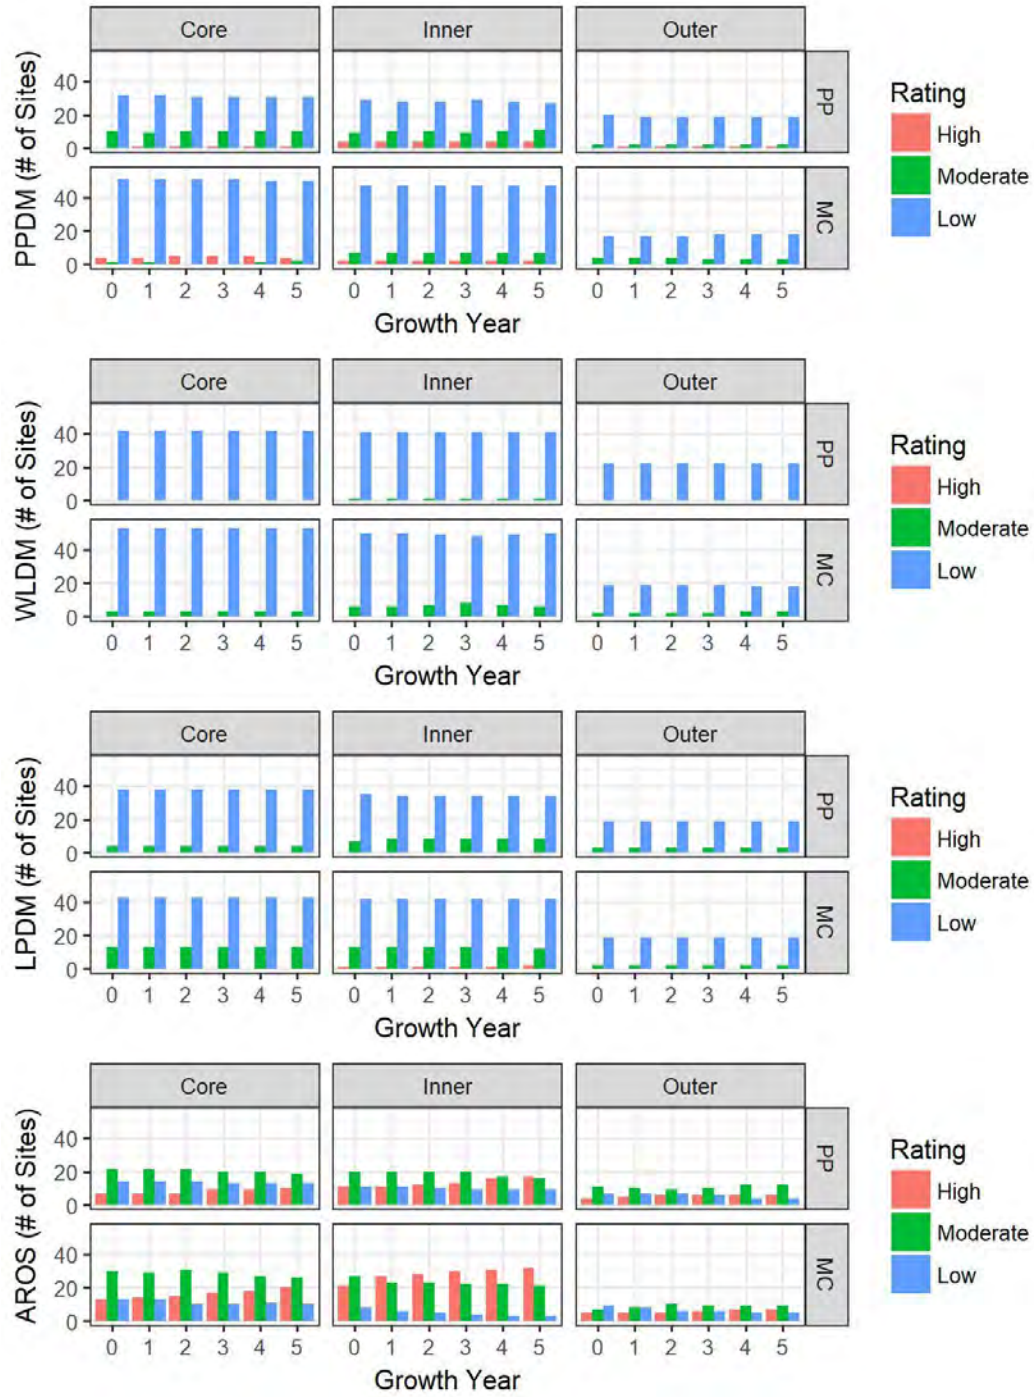 Core Inner Outer
PPDM (# of Sites)
40
20
0
PP
40
20
0
MC
0 1 2 3 4 5 0 1 2 3 4 5 0 1 2 3 4 5
Growth Year
Rating
High
Moderate
Low
Core Inner Outer
WLDM (# of Sites)
40
20
0
PP
40
20
0
MC
0 1 2 3 4 5 0 1 2 3 4 5 0 1 2 3 4 5
Growth Year
Rating
High
Moderate
Low
Core Inner Outer
LPDM (# of Sites)
40
20
0
PP
40
20
0
MC
0 1 2 3 4 5 0 1 2 3 4 5 0 1 2 3 4 5
Growth Year
Rating
High
Moderate
Low
Core Inner Outer
AROS (# of Sites)
40
20
0
PP
40
20
0
MC
0 1 2 3 4 5 0 1 2 3 4 5 0 1 2 3 4 5
Growth Year
Rating
High
Moderate
Low